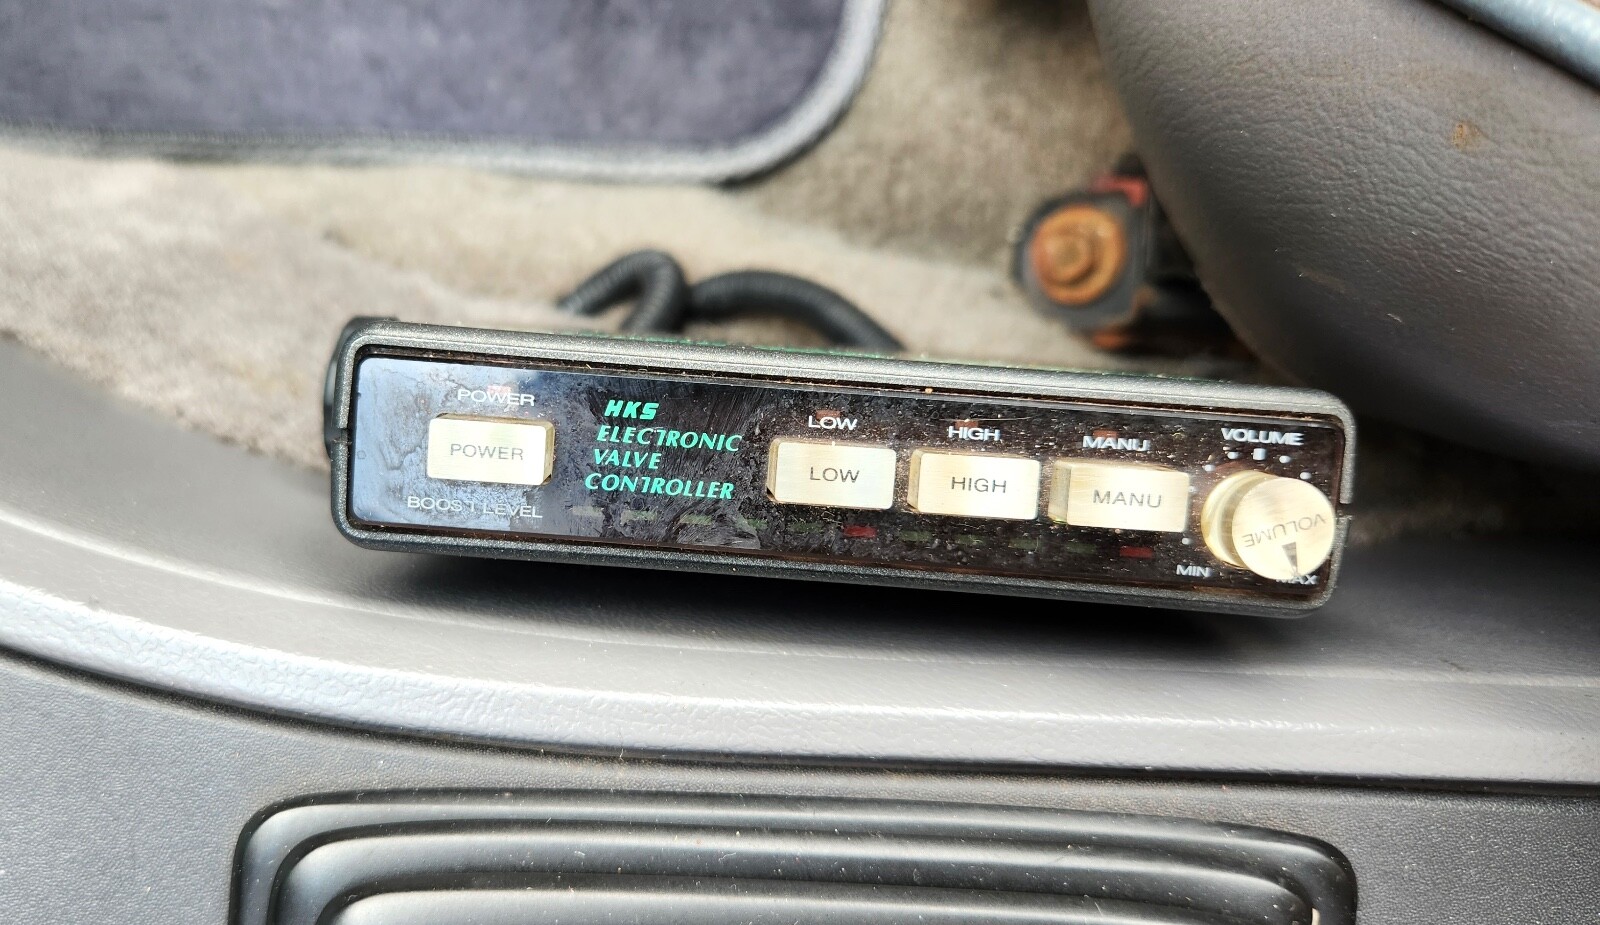 POWER
POWER
BOOST LEVEL
HKS
ELECTRONIC
VALVE
CONTROLLER
LOW
LOW
HIGH
HIGH
MANU
MANU
VOLUME
VOLUME
MIN
MAX